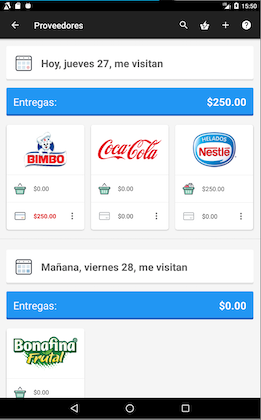 15:50
Proveedores
Hoy, jueves 27, me visitan
Entregas: $250.00
BIMBO
Coca-Cola
HELADOS
Nestlé
$0.00 $0.00 $250.00
$250.00 $0.00 $0.00
Mañana, viernes 28, me visitan
Entregas: $0.00
Bonafina
Frutal
$0.00